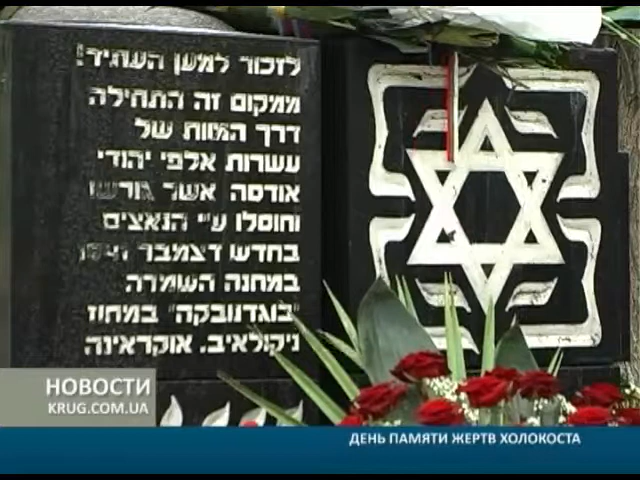 לזכור למען העתיד!
ממקום זה התחילה
דרך המוות של
עשרות אלפי יהודי
אודסה אשר גורשו
וחוסלו ע״י הנאצים
בחדש דצמבר
במחנה השמדה
"בוגדנובקה" במחוז
ניקולאיב. אוקראינה
НОВОСТИ
KRUG.COM.UA
ДЕНЬ ПАМЯТИ ЖЕРТВ ХОЛОКОСТА